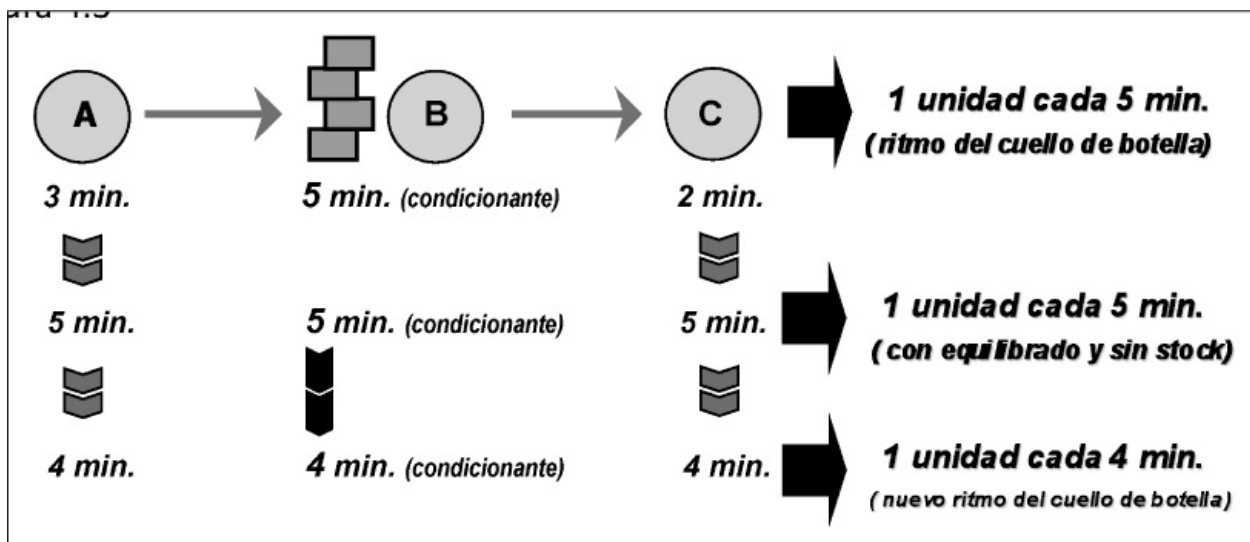 A B C 1 unidad cada 5 min.
(ritmo del cuello de botella)
3 min. 5 min. (condicionante) 2 min.
5 min. 5 min. (condicionante) 5 min. 1 unidad cada 5 min.
(con equilibrado y sin stock)
4 min. 4 min. (condicionante) 4 min. 1 unidad cada 4 min.
(nuevo ritmo del cuello de botella)